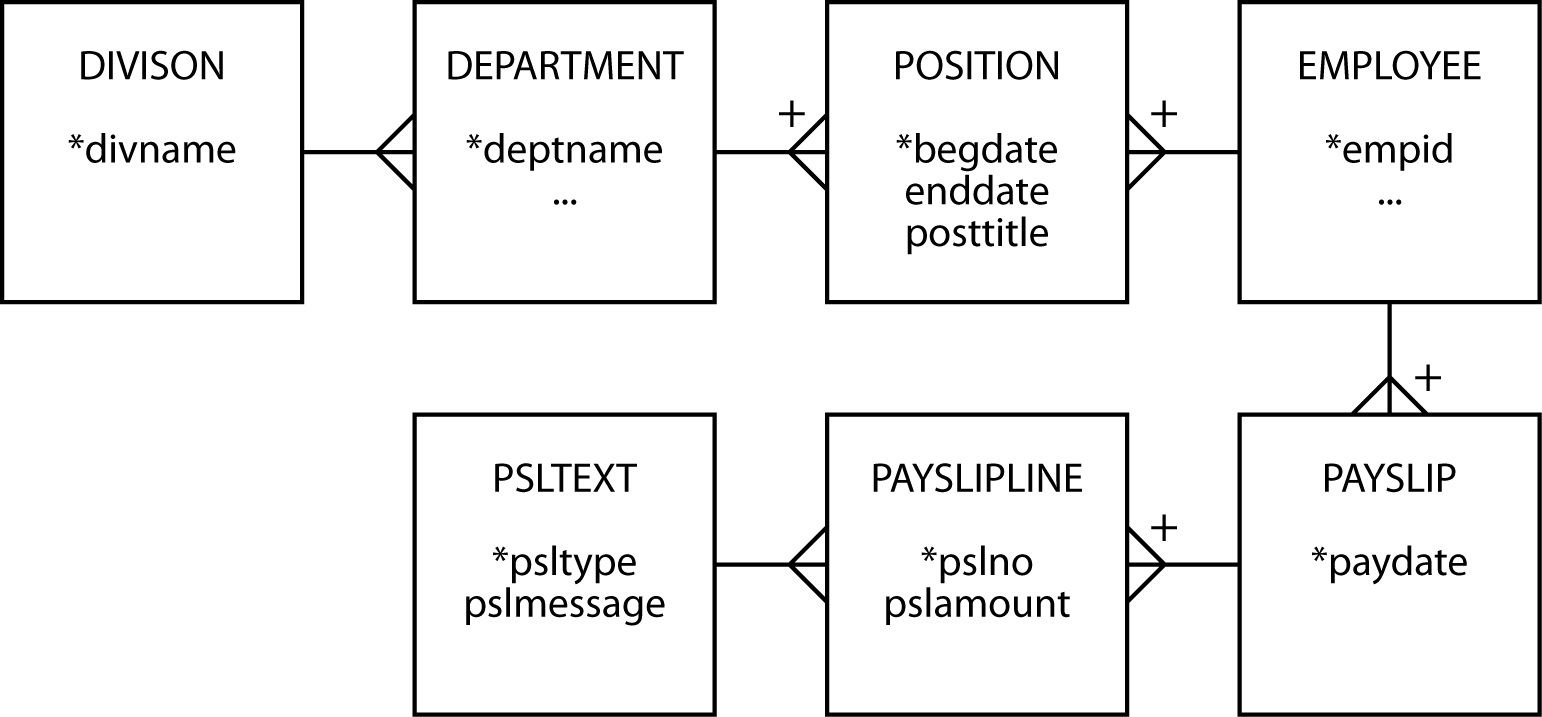 DIVISON
*divname
DEPARTMENT
*deptname
...
+
POSITION
*begdate
enddate
posttitle
+
EMPLOYEE
*empid
...
+
PSLTEXT
*psltype
pslmessage
PAYSLIPLINE
*pslno
pslamount
+
PAYSLIP
*paydate